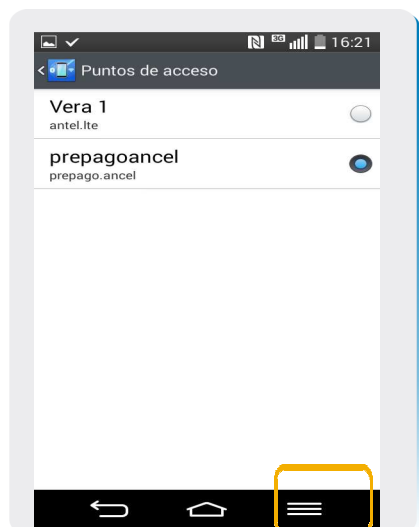 3G 16:21
Puntos de acceso
Vera 1
antel.lte
prepagoancel
prepago.ancel